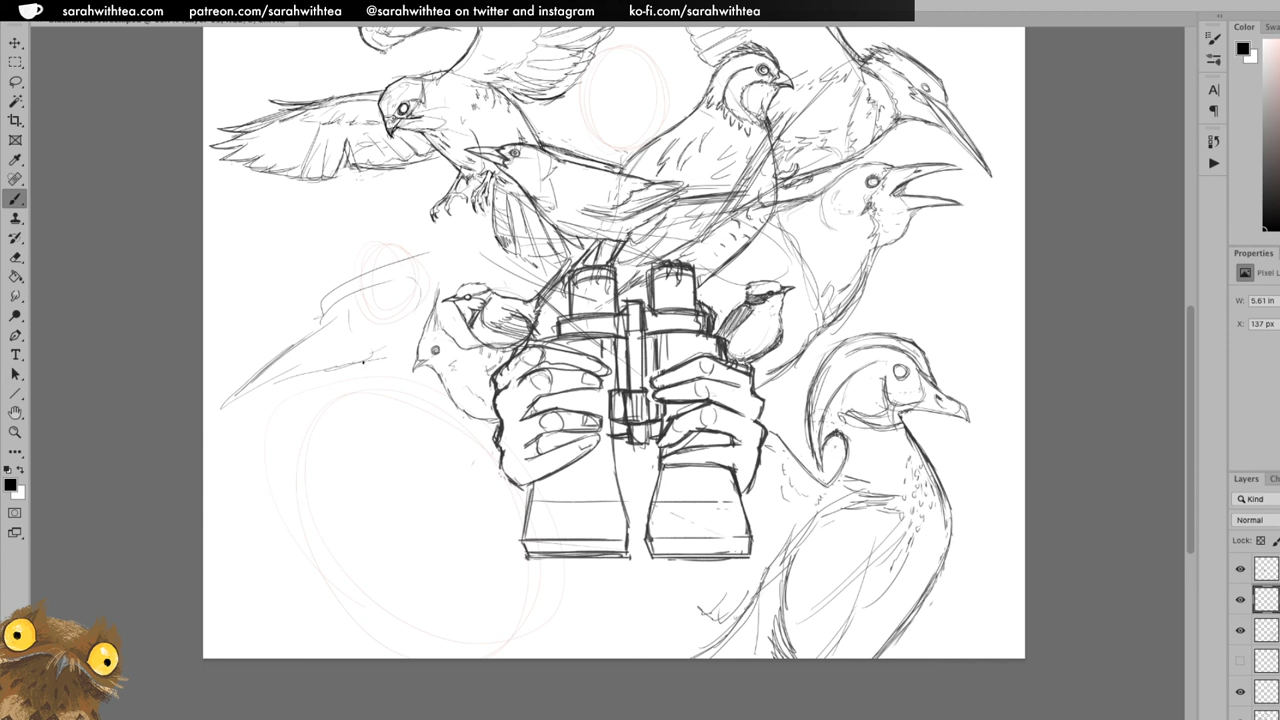 sarahwithtea.com patreon.com/sarahwithtea @sarahwithtea on twitter and instagram ko-fi.com/sarahwithtea
Color
Properties
Pixel L
W: 5.61 in
X: 137 px
Layers
Kind
Normal
Lock: